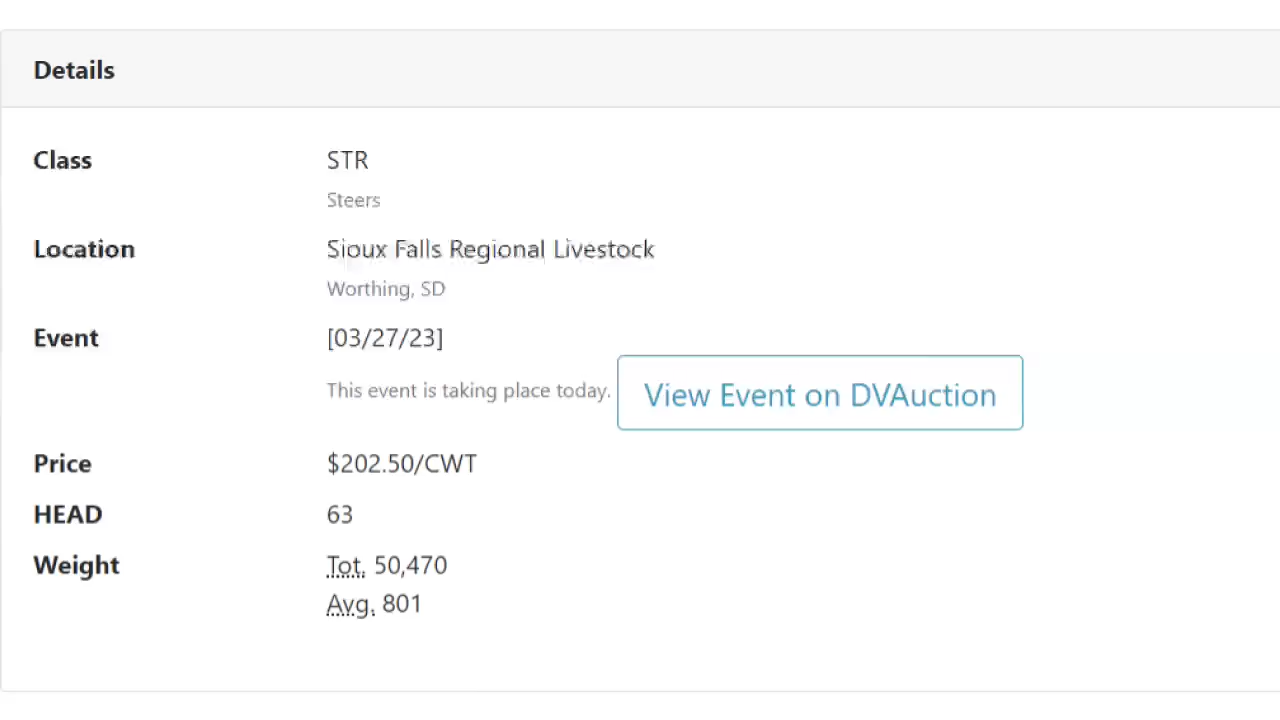 Details
Class STR
Steers
Location Sioux Falls Regional Livestock
Worthing, SD
Event [03/27/23]
This event is taking place today. View Event on DVAuction
Price $202.50/CWT
HEAD 63
Weight Tot. 50,470
Avg. 801